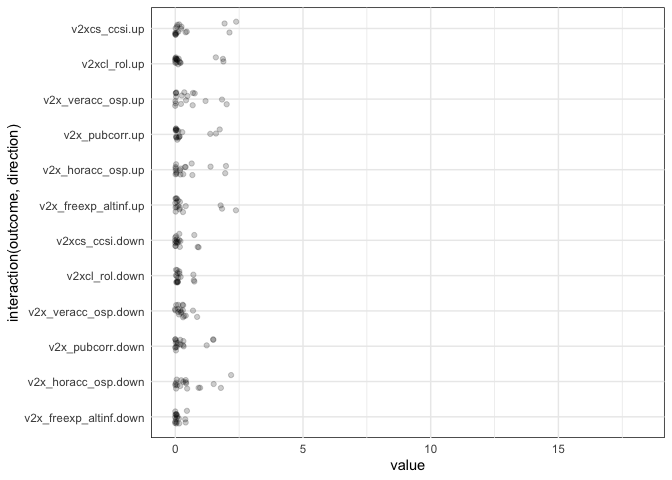 v2xcs_ccsi.up
v2xcl_rol.up
v2x_veracc_osp.up
v2x_pubcorr.up
v2x_horacc_osp.up
v2x_freexp_altinf.up
v2xcs_ccsi.down
v2xcl_rol.down
v2x_veracc_osp.down
v2x_pubcorr.down
v2x_horacc_osp.down
v2x_freexp_altinf.down
interaction(outcome, direction)
0 5 10 15
value